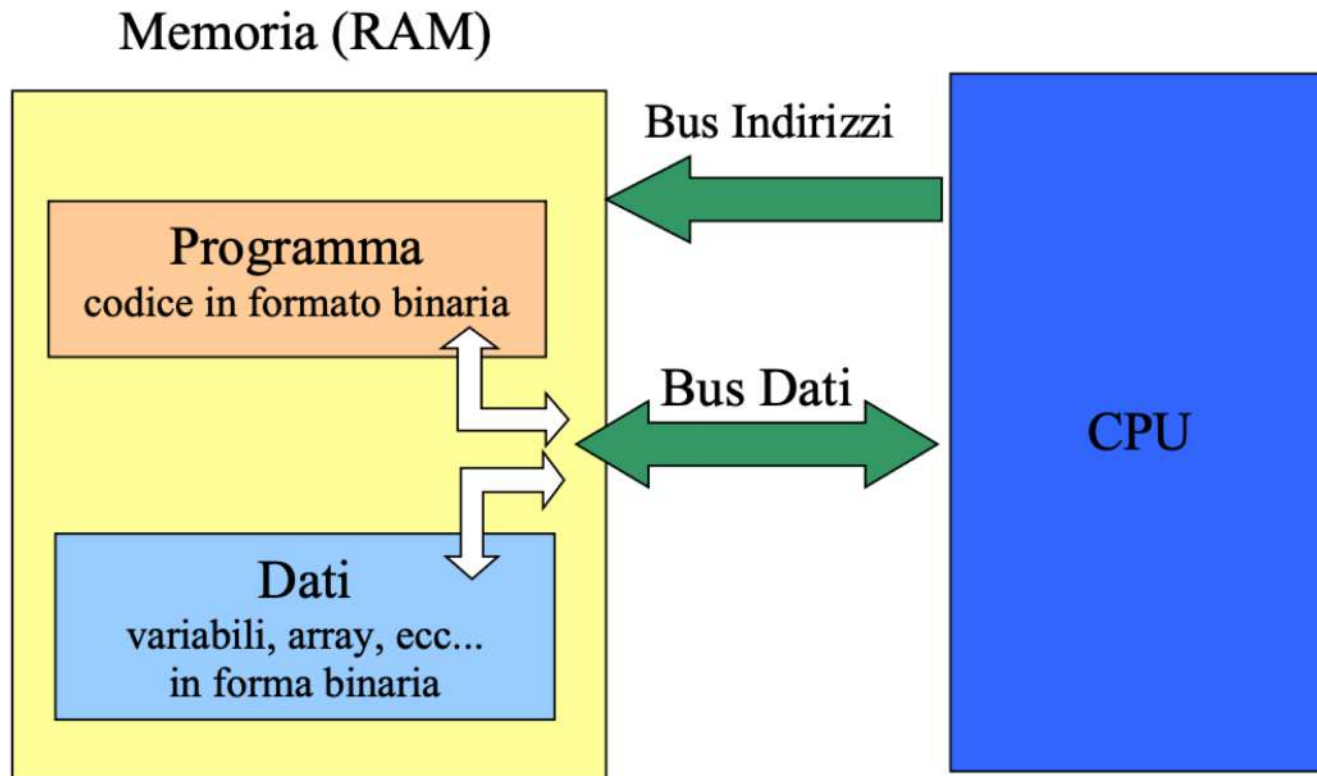 Memoria (RAM)
Bus Indirizzi
Programma
codice in formato binaria
Bus Dati
CPU
Dati
variabili, array, ecc...
in forma binaria